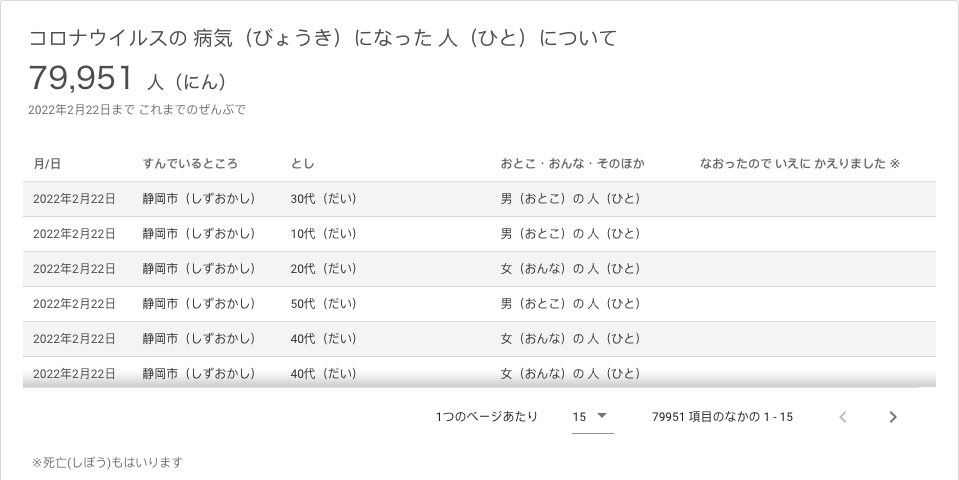 コロナウイルスの 病気（びょうき）になった 人（ひと）について
79,951 人（にん）
2022年2月22日まで これまでのぜんぶで
月/日 すんでいるところ とし おとこ・おんな・そのほか なおったので いえに かえりました ※
2022年2月22日 静岡市（しずおかし） 30代（だい） 男（おとこ）の 人（ひと）
2022年2月22日 静岡市（しずおかし） 10代（だい） 男（おとこ）の 人（ひと）
2022年2月22日 静岡市（しずおかし） 20代（だい） 女（おんな）の 人（ひと）
2022年2月22日 静岡市（しずおかし） 50代（だい） 男（おとこ）の 人（ひと）
2022年2月22日 静岡市（しずおかし） 40代（だい） 女（おんな）の 人（ひと）
2022年2月22日 静岡市（しずおかし） 40代（だい） 女（おんな）の 人（ひと）
1つのページあたり 15 79951 項目のなかの 1 - 15
※死亡(しぼう)もはいります